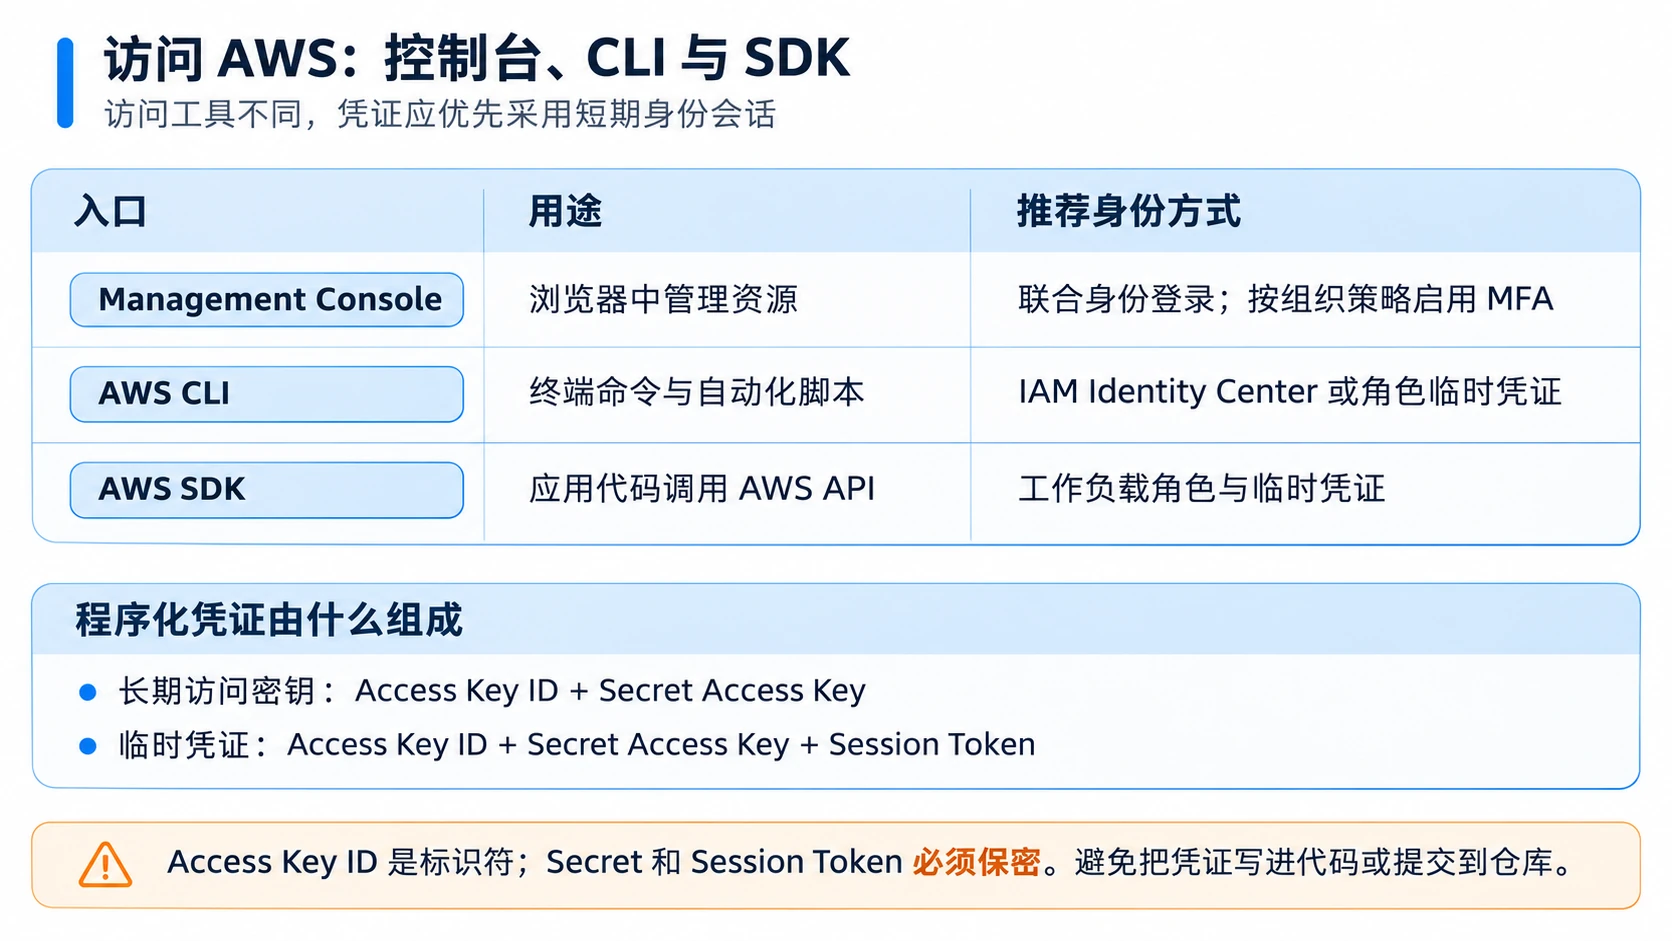 访问 AWS：控制台、CLI 与 SDK
访问工具不同，凭证应优先采用短期身份会话
入口 用途 推荐身份方式
Management Console 浏览器中管理资源 联合身份登录；按组织策略启用 MFA
AWS CLI 终端命令与自动化脚本 IAM Identity Center 或角色临时凭证
AWS SDK 应用代码调用 AWS API 工作负载角色与临时凭证
程序化凭证由什么组成
长期访问密钥：Access Key ID + Secret Access Key
临时凭证：Access Key ID + Secret Access Key + Session Token
Access Key ID 是标识符；Secret 和 Session Token 必须保密。避免把凭证写进代码或提交到仓库。